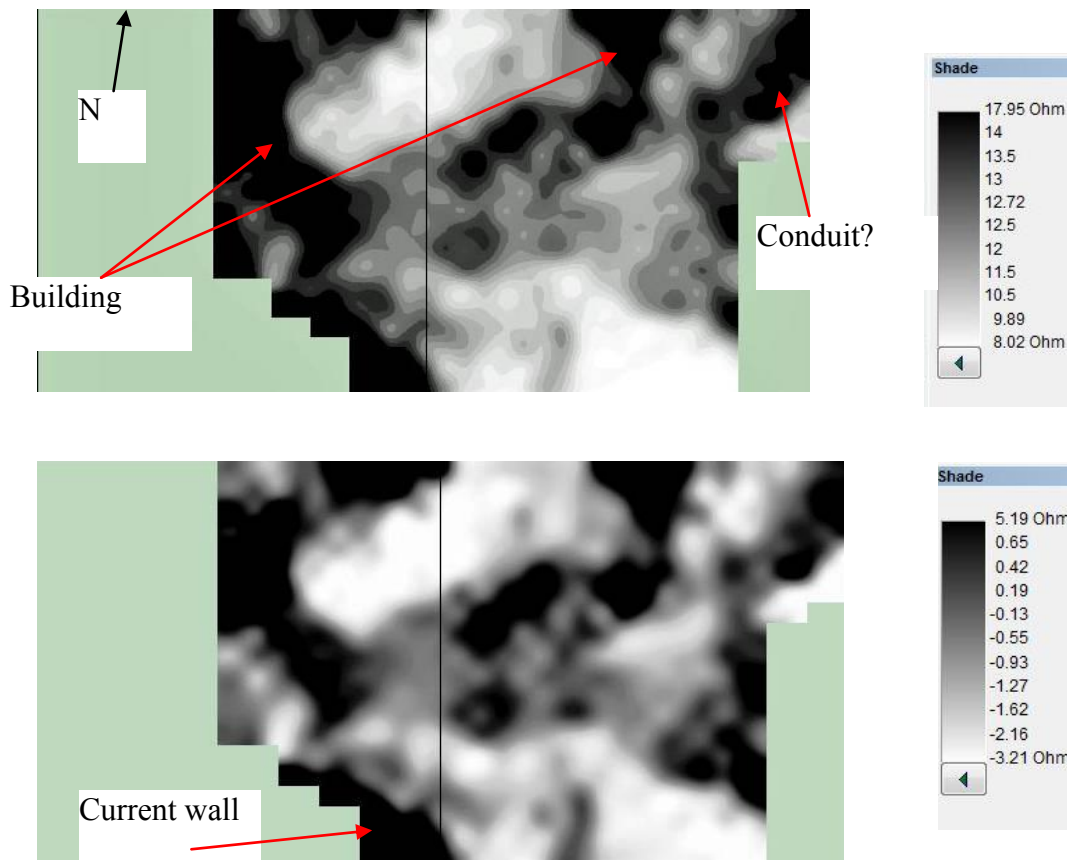 N
Building
Conduit?
Shade
17.95 Ohm
14
13.5
13
12.72
12.5
12
11.5
10.5
9.89
8.02 Ohm
Current wall
Shade
5.19 Ohm
0.65
0.42
0.19
-0.13
-0.55
-0.93
-1.27
-1.62
-2.16
-3.21 Ohm